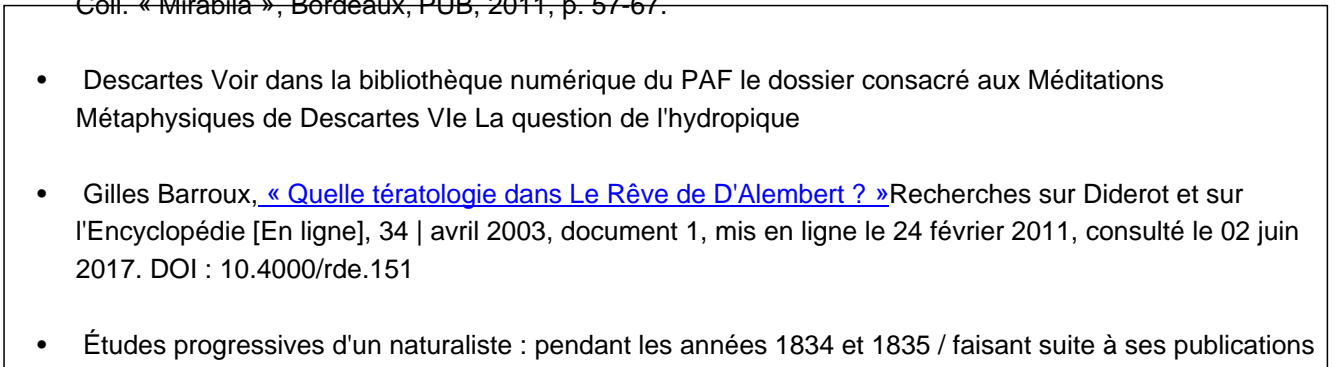 Coll. « Mirabilia », Bordeaux, PUB, 2011, p. 57-67.
• Descartes Voir dans la bibliothèque numérique du PAF le dossier consacré aux Méditations
Métaphysiques de Descartes VIe La question de l'hydropique
• Gilles Barroux, « Quelle tératologie dans Le Rêve de D'Alembert ? »Recherches sur Diderot et sur
l'Encyclopédie [En ligne], 34 | avril 2003, document 1, mis en ligne le 24 février 2011, consulté le 02 juin
2017. DOI : 10.4000/rde.151
• Études progressives d'un naturaliste : pendant les années 1834 et 1835 / faisant suite à ses publications